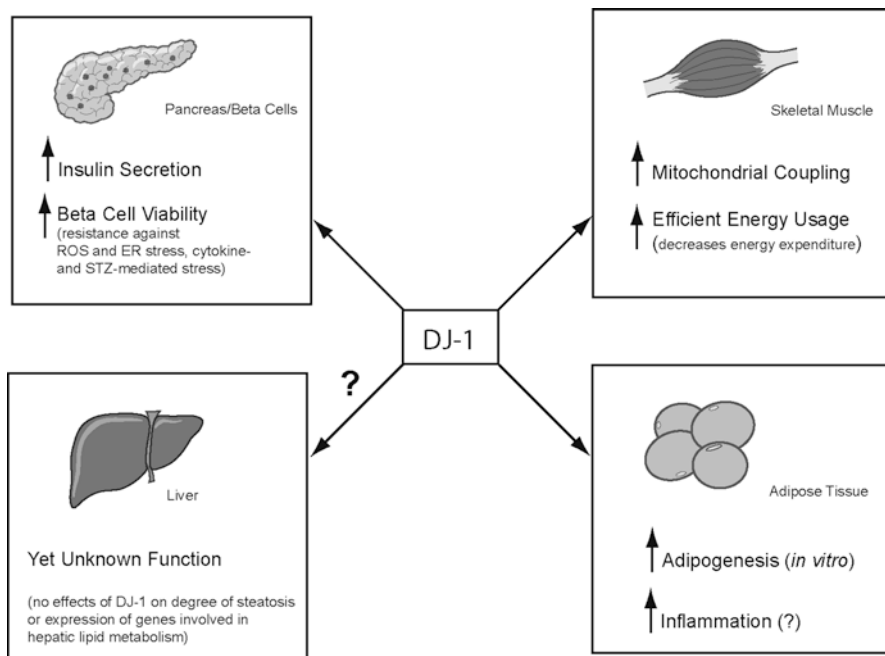 Pancreas/Beta Cells
Insulin Secretion
Beta Cell Viability
(resistance against
ROS and ER stress, cytokine-
and STZ-mediated stress)
Skeletal Muscle
Mitochondrial Coupling
Efficient Energy Usage
(decreases energy expenditure)
DJ-1
?
Liver
Yet Unknown Function
(no effects of DJ-1 on degree of steatosis
or expression of genes involved in
hepatic lipid metabolism)
Adipose Tissue
Adipogenesis (in vitro)
Inflammation (?)